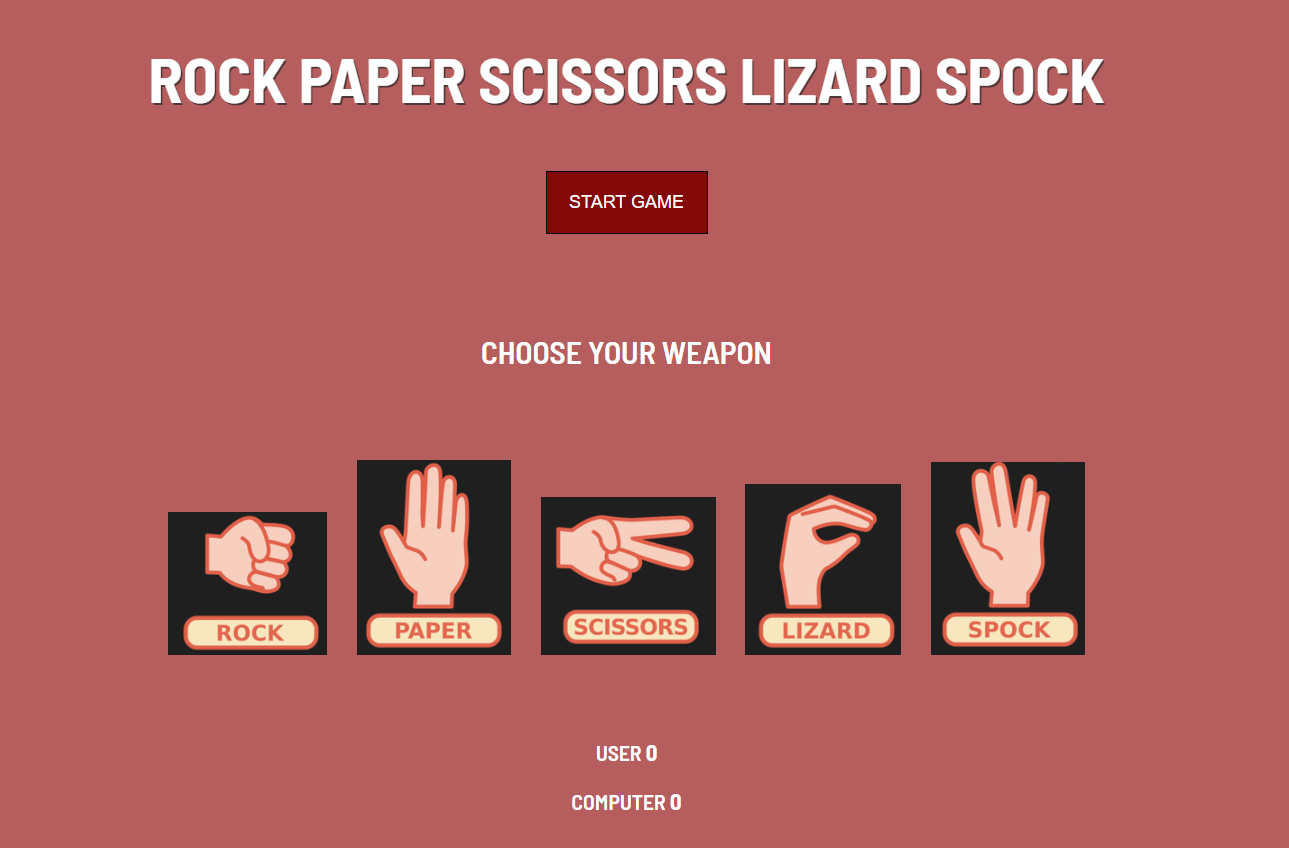 ROCK PAPER SCISSORS LIZARD SPOCK
START GAME
CHOOSE YOUR WEAPON
ROCK
PAPER
SCISSORS
LIZARD
SPOCK
USER 0
COMPUTER 0